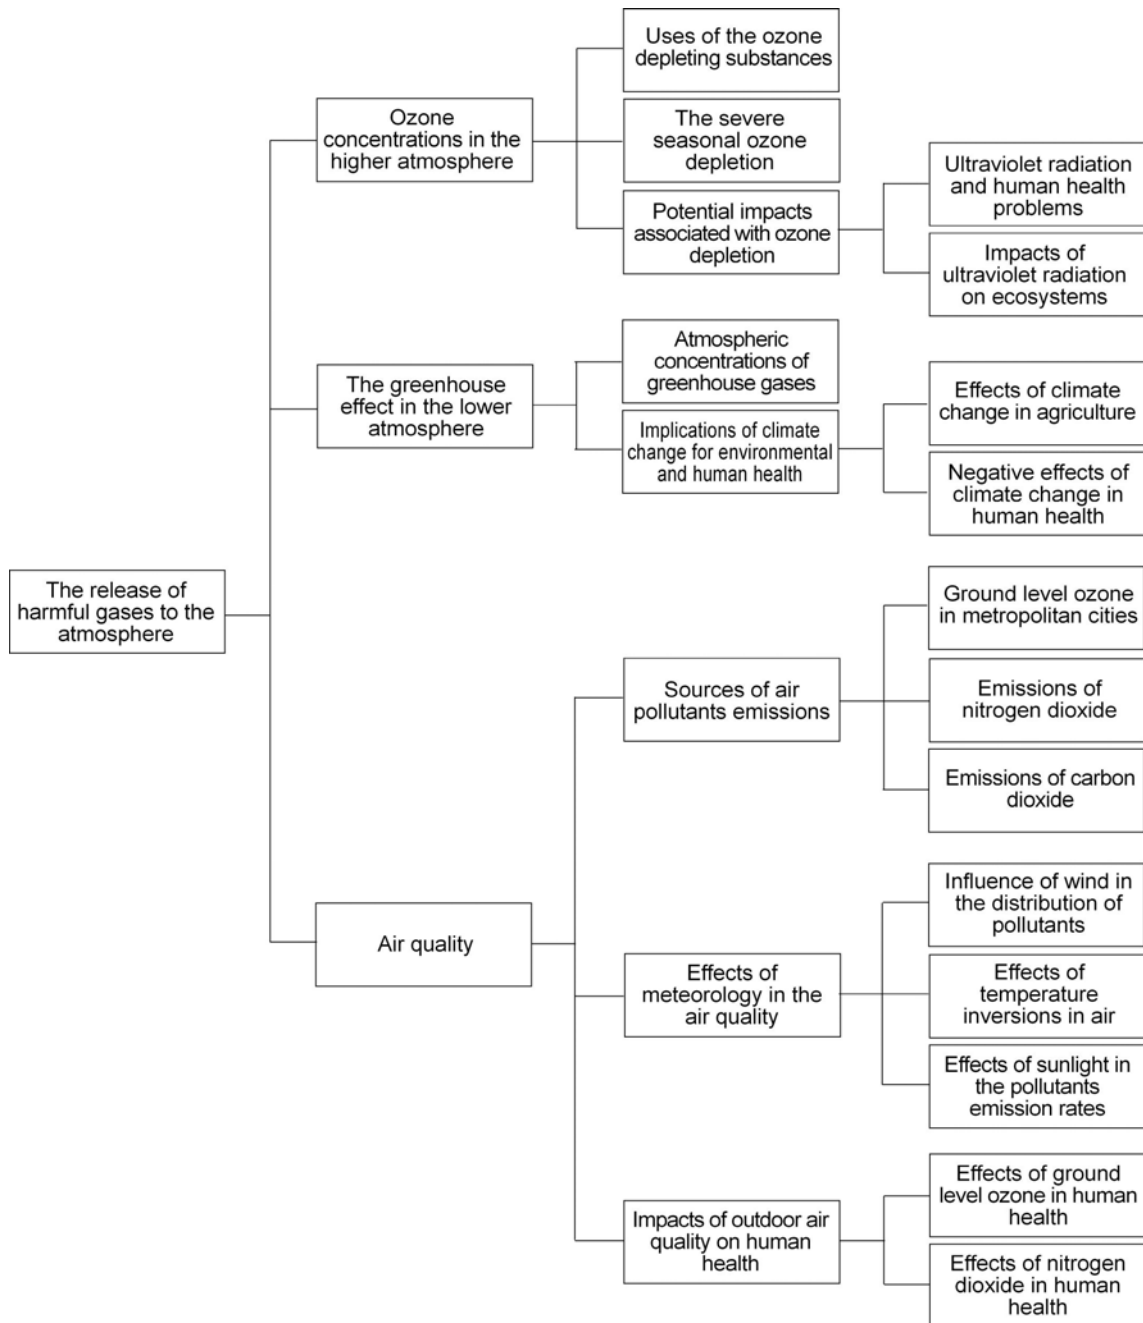 Uses of the ozone
depleting substances
Ozone
concentrations in the
higher atmosphere
The severe
seasonal ozone
depletion
Potential impacts
associated with ozone
depletion
Ultraviolet radiation
and human health
problems
Impacts of
ultraviolet radiation
on ecosystems
The greenhouse
effect in the lower
atmosphere
Atmospheric
concentrations of
greenhouse gases
Implications of climate
change for environmental
and human health
Effects of climate
change in agriculture
Negative effects of
climate change in
human health
The release of
harmful gases to the
atmosphere
Sources of air
pollutants emissions
Ground level ozone
in metropolitan cities
Emissions of
nitrogen dioxide
Emissions of carbon
dioxide
Air quality
Effects of
meteorology in the
air quality
Influence of wind in
the distribution of
pollutants
Effects of
temperature
inversions in air
Effects of sunlight in
the pollutants
emission rates
Impacts of outdoor air
quality on human
health
Effects of ground
level ozone in human
health
Effects of nitrogen
dioxide in human
health